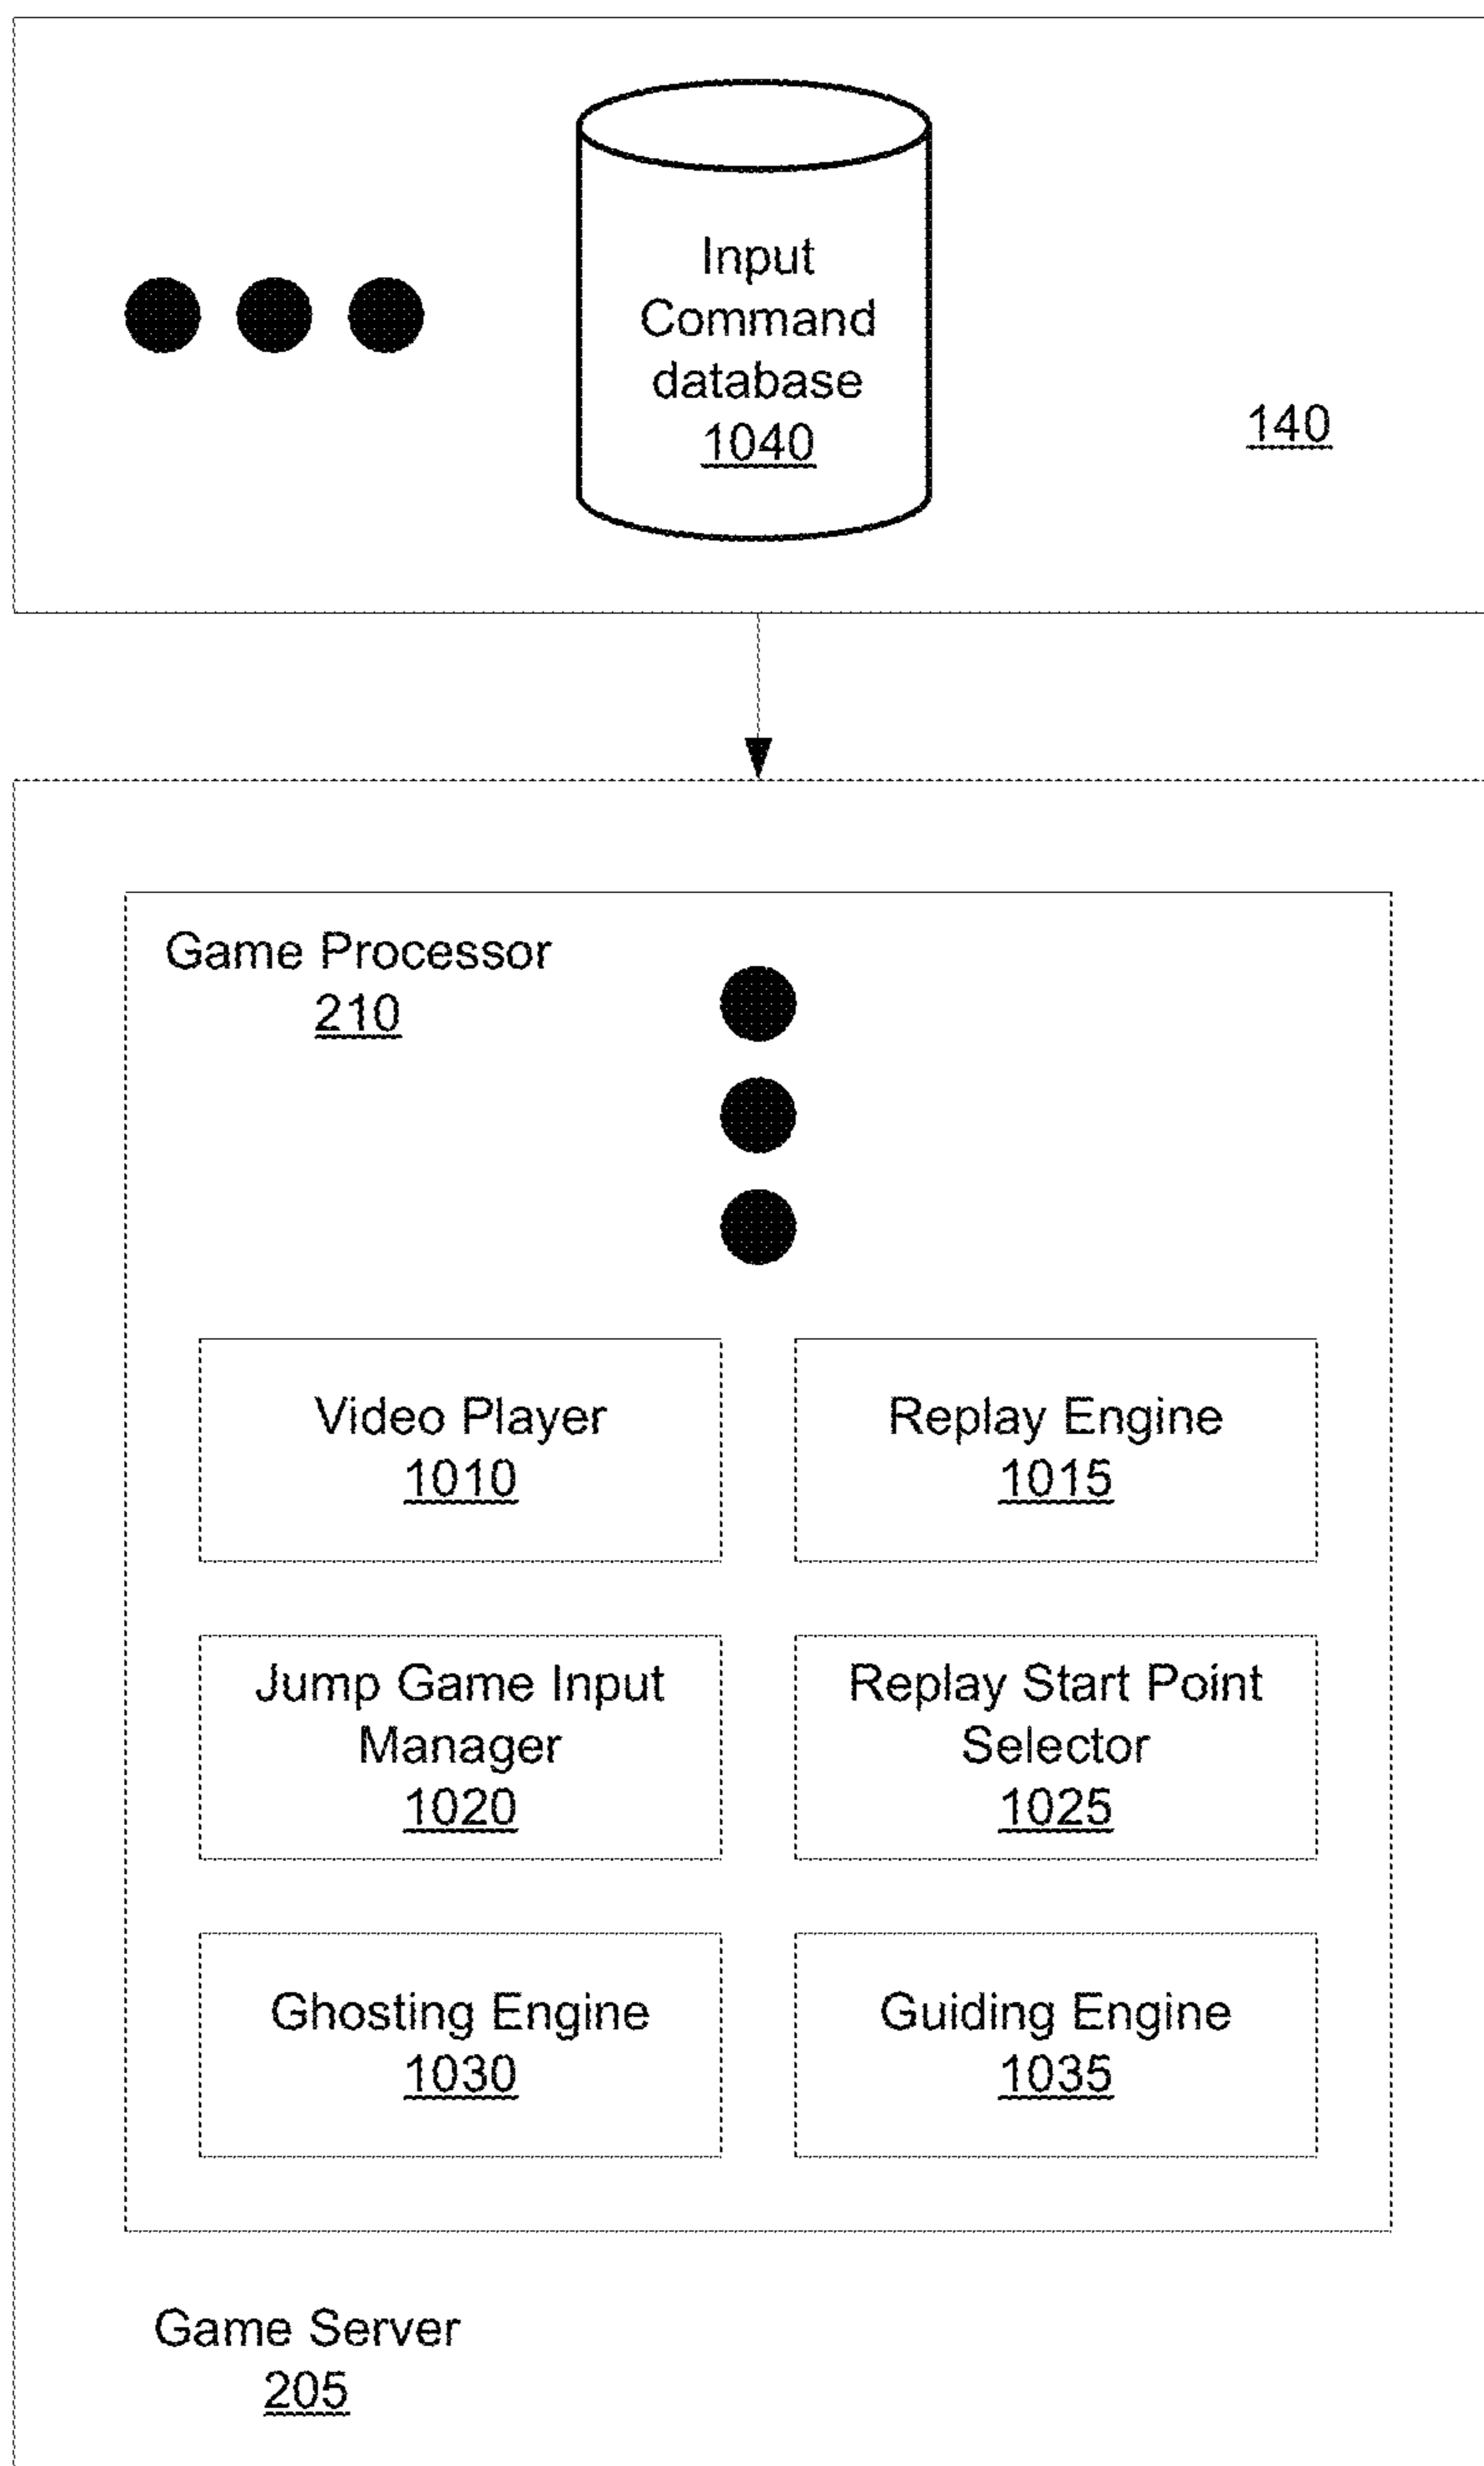 Input
Command
database
1040
140
Game Processor
210
Video Player
1010
Replay Engine
1015
Jump Game Input
Manager
1020
Replay Start Point
Selector
1025
Ghosting Engine
1030
Guiding Engine
1035
Game Server
205